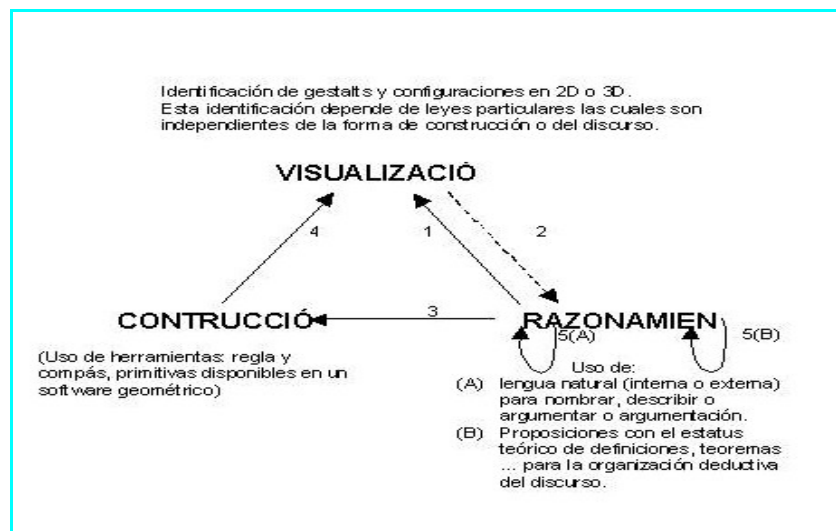 Identificación de gestalts y configuraciones en 2D o 3D.
Esta identificación depende de leyes particulares las cuales son
independientes de la forma de construcción o del discurso.
VISUALIZACIÓ
4
1
2
CONTRUCCIÓ
3
RAZONAMIEN
5(A)
5(B)
(Uso de herramientas: regla y
compás, primitivas disponibles en un
software geométrico)
Uso de:
(A) lengua natural (interna o externa)
para nombrar, describir o
argumentar o argumentación.
(B) Proposiciones con el estatus
teórico de definiciones, teoremas
... para la organización deductiva
del discurso.